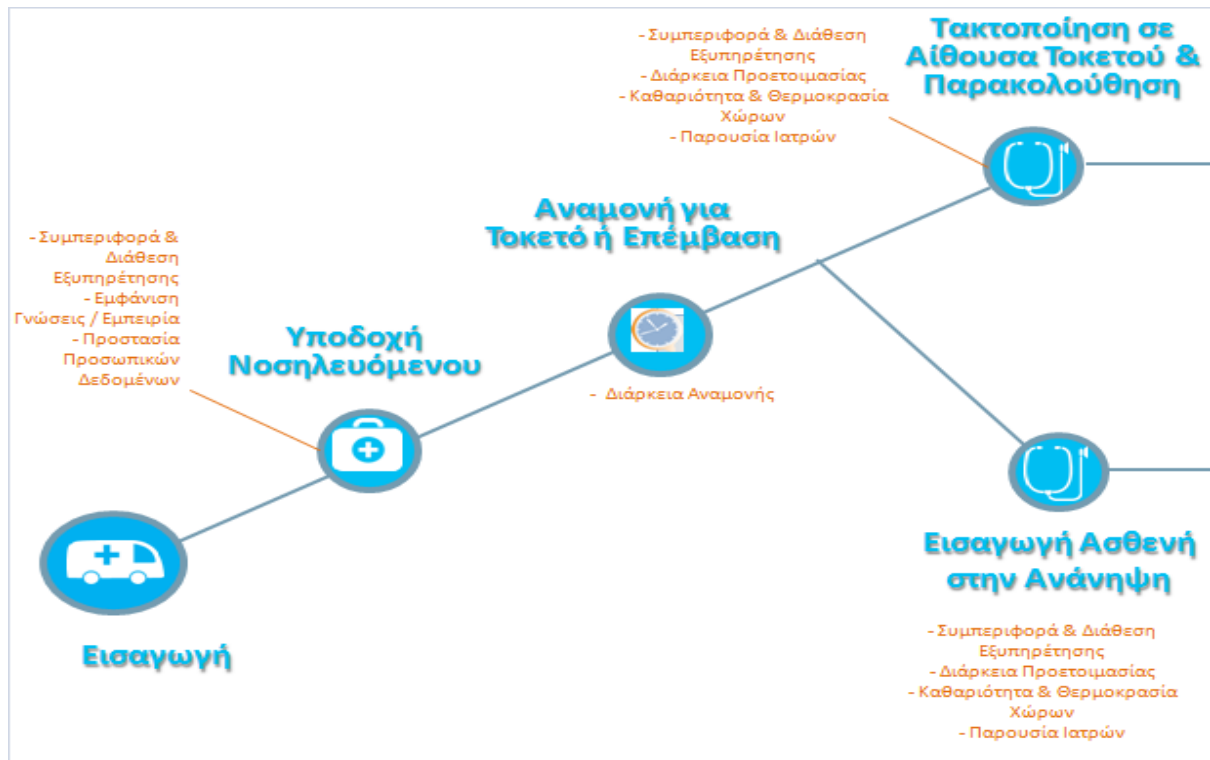 - Συμπεριφορά & Διάθεση
Εξυπηρέτησης
- Διάρκεια Προετοιμασίας
- Καθαριότητα & Θερμοκρασία
Χώρων
- Παρουσία Ιατρών
Τακτοποίηση σε
Αίθουσα Τοκετού &
Παρακολούθηση
Αναμονή για
Τοκετό ή Επέμβαση
- Διάρκεια Αναμονής
- Συμπεριφορά &
Διάθεση
Εξυπηρέτησης
- Εμφάνιση
Γνώσεις / Εμπειρία
- Προστασία
Προσωπικών
Δεδομένων
Υποδοχή
Νοσηλευόμενου
Εισαγωγή
Εισαγωγή Ασθενή
στην Ανάνηψη
- Συμπεριφορά & Διάθεση
Εξυπηρέτησης
- Διάρκεια Προετοιμασίας
- Καθαριότητα & Θερμοκρασία
Χώρων
- Παρουσία Ιατρών